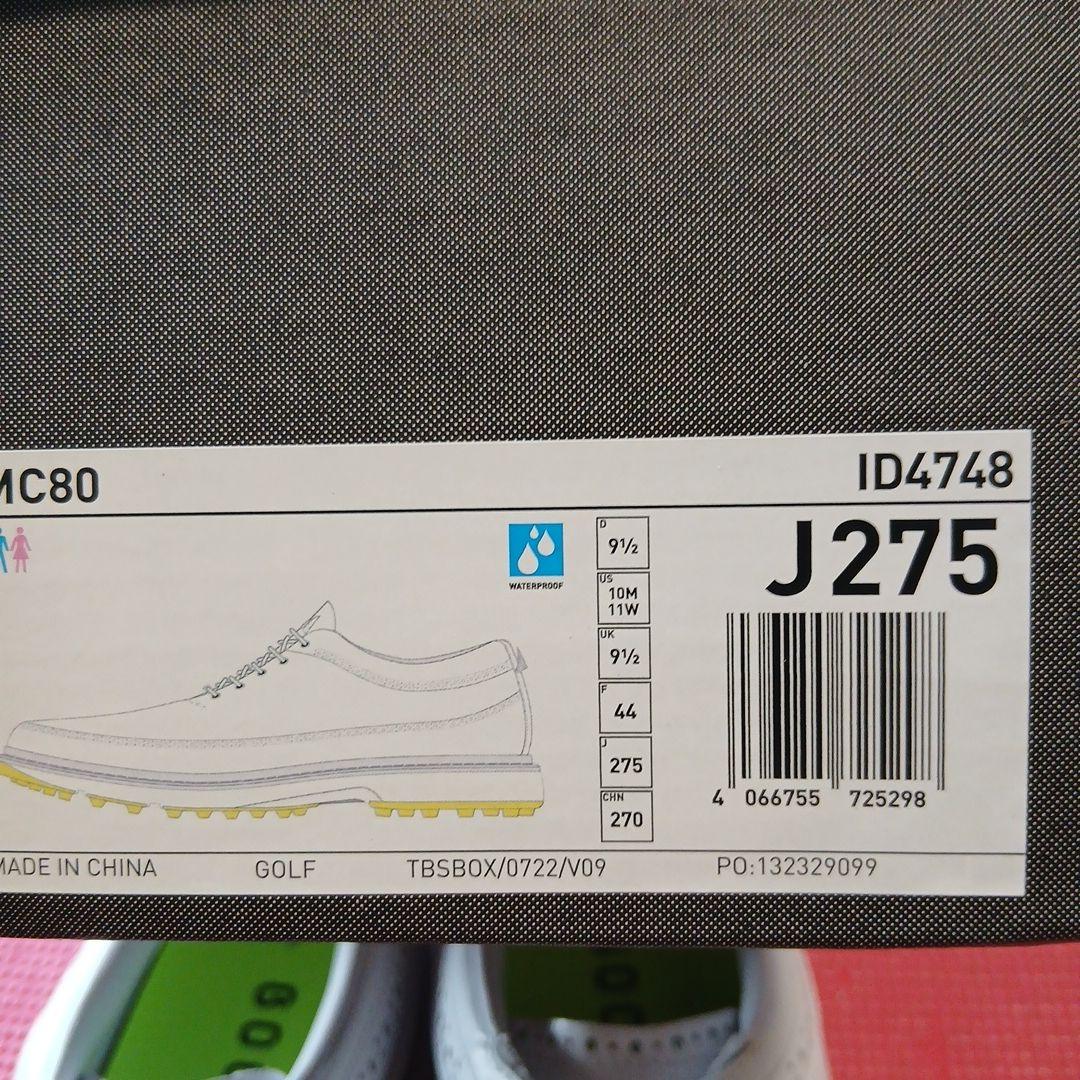 MC80
ID4748
WATERPROOF
D
9½
US
10M
11W
UK
9½
F
44
J
275
CHN
270
J275
4 066755 725298
MADE IN CHINA GOLF TBSBOX/0722/V09 PO:132329099